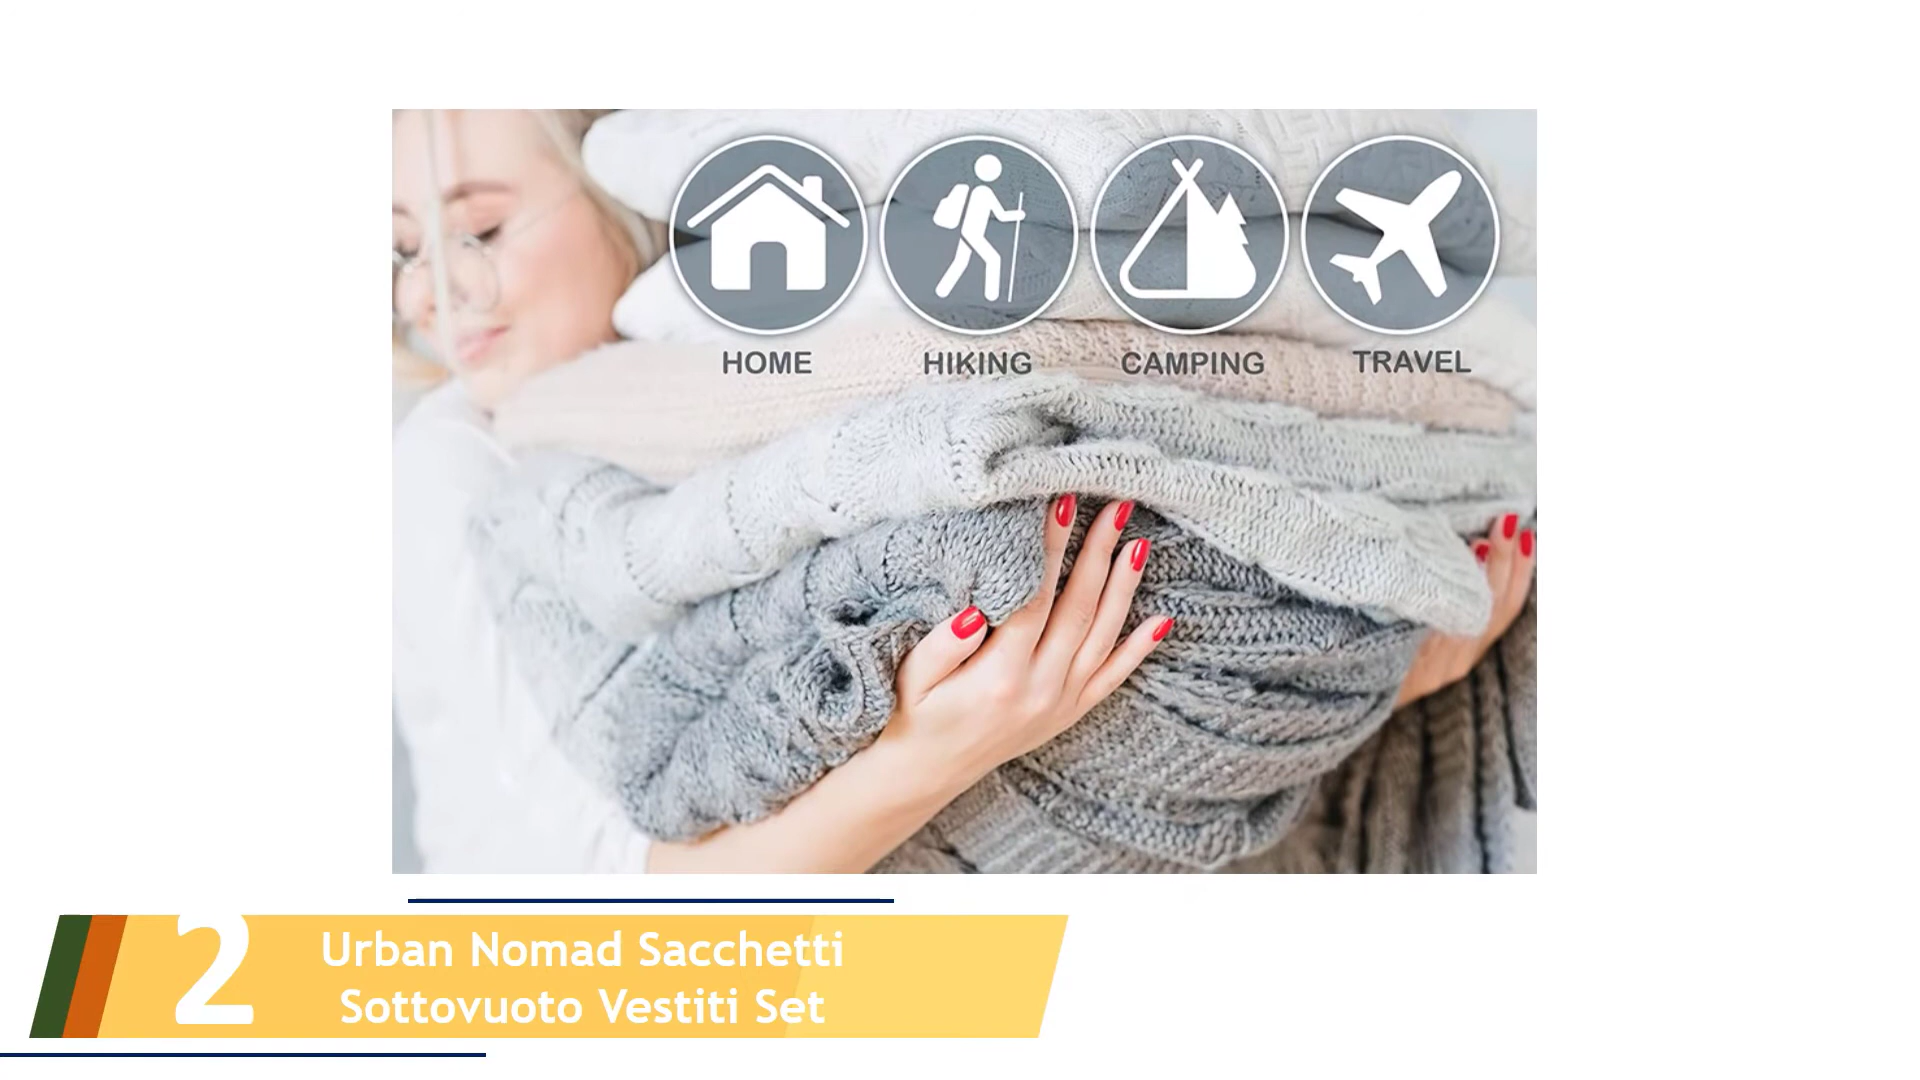 HOME
HIKING
CAMPING
TRAVEL
2
Urban Nomad Sacchetti
Sottovuoto Vestiti Set